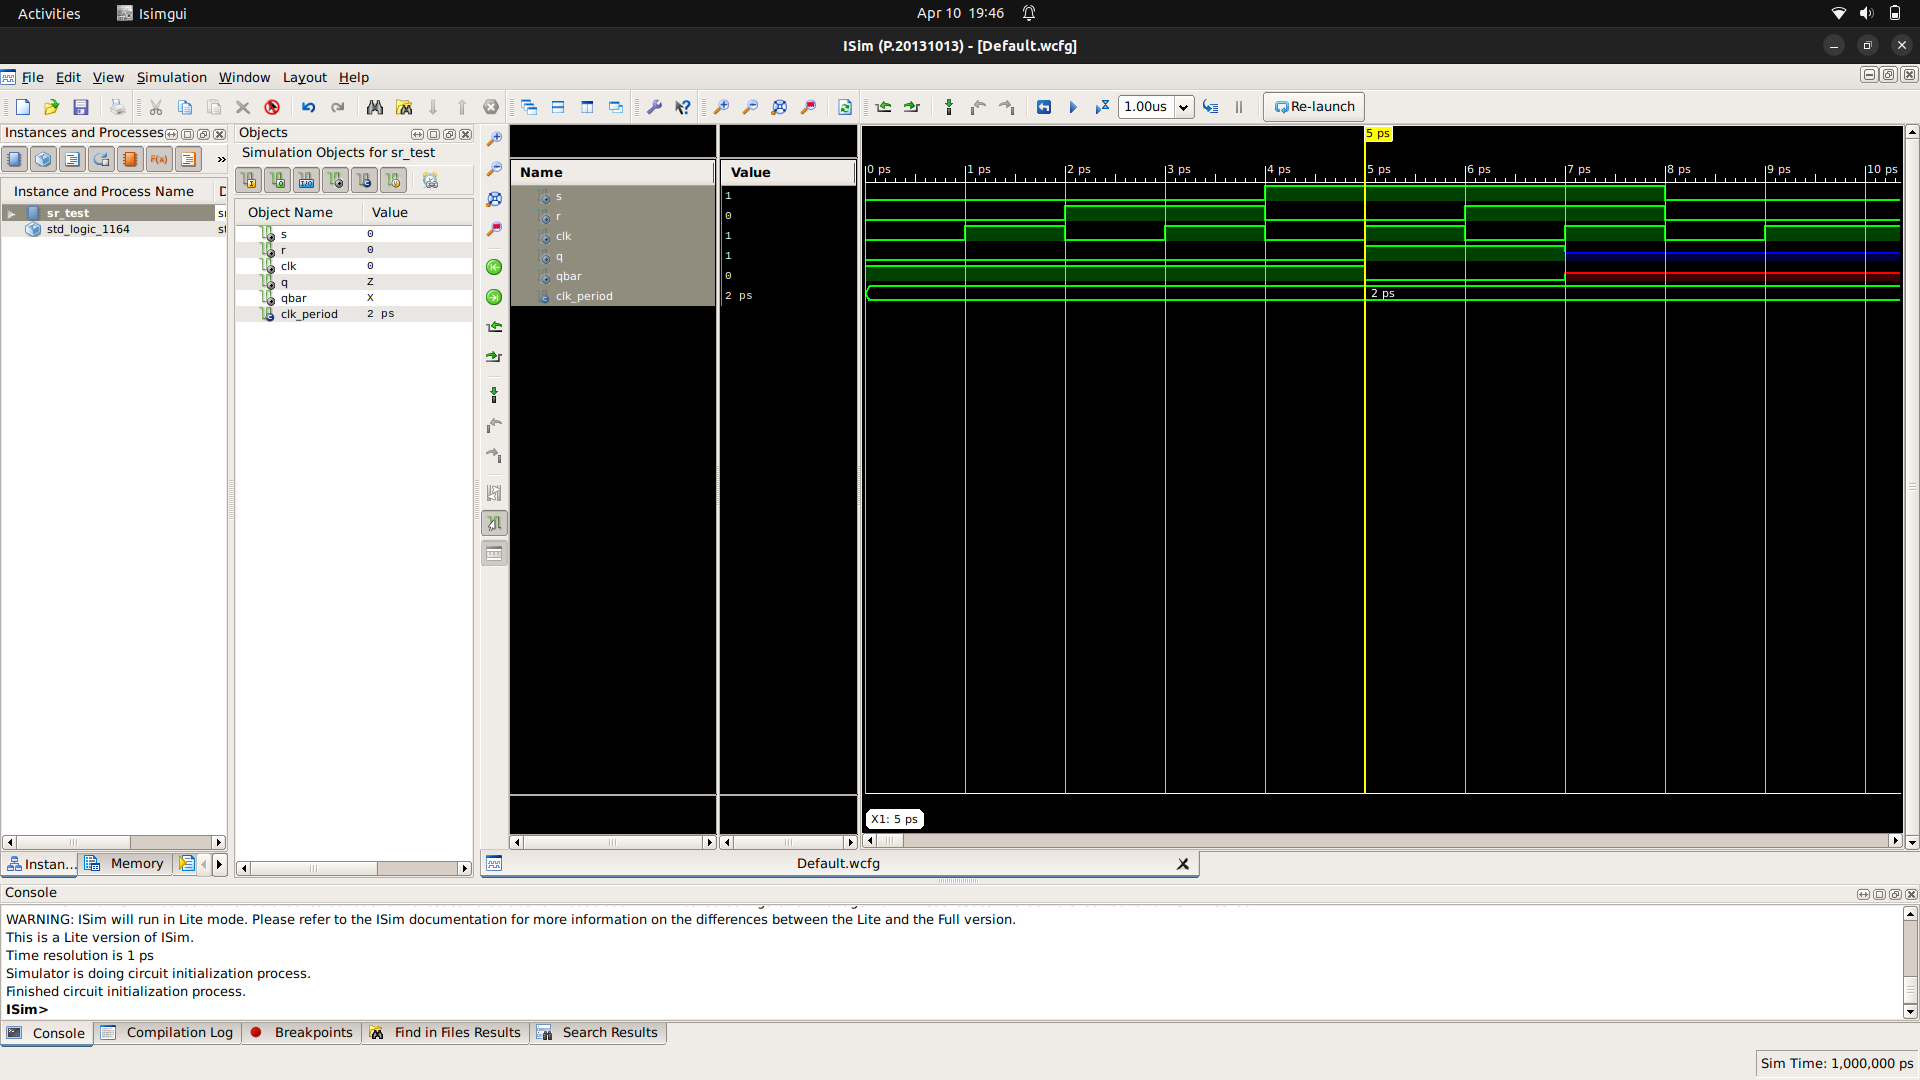 Activities
Isimgui
Apr 10 19:46
ISim (P.20131013) - [Default.wcfg]
File Edit View Simulation Window Layout Help
1.00us
Re-launch
Instances and Processes
»
Instance and Process Name
D
sr_test
sr
std_logic_1164
st
Instan...
Memory
Objects
Simulation Objects for sr_test
Object Name Value
s 0
r 0
clk 0
q Z
qbar X
clk_period 2 ps
Name Value
s 1
r 0
clk 1
q 1
qbar 0
clk_period 2 ps
5 ps
0 ps 1 ps 2 ps 3 ps 4 ps 5 ps 6 ps 7 ps 8 ps 9 ps 10 ps
2 ps
X1: 5 ps
Default.wcfg
Console
WARNING: ISim will run in Lite mode. Please refer to the ISim documentation for more information on the differences between the Lite and the Full version.
This is a Lite version of ISim.
Time resolution is 1 ps
Simulator is doing circuit initialization process.
Finished circuit initialization process.
ISim>
Console Compilation Log Breakpoints Find in Files Results Search Results
Sim Time: 1,000,000 ps